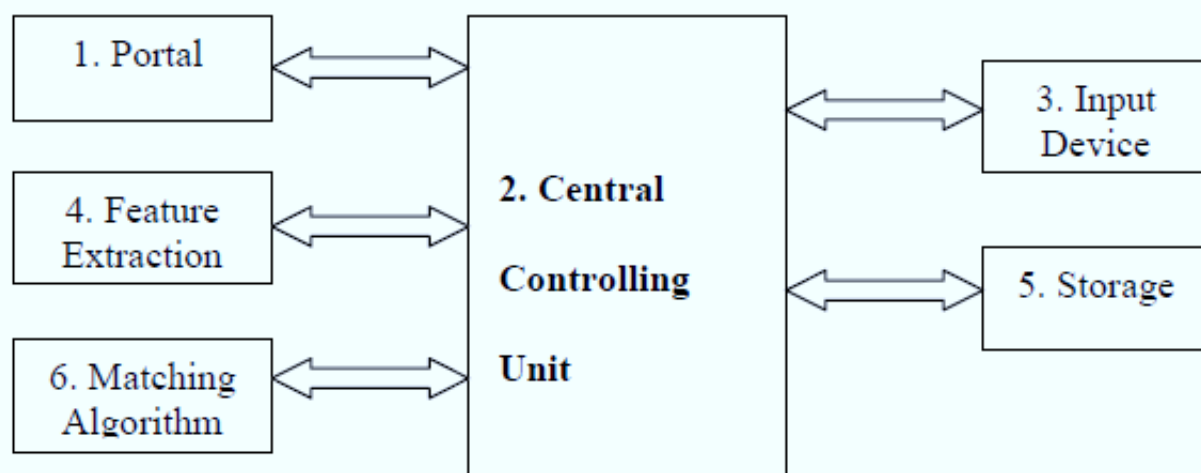 1. Portal
4. Feature
Extraction
6. Matching
Algorithm
2. Central
Controlling
Unit
3. Input
Device
5. Storage